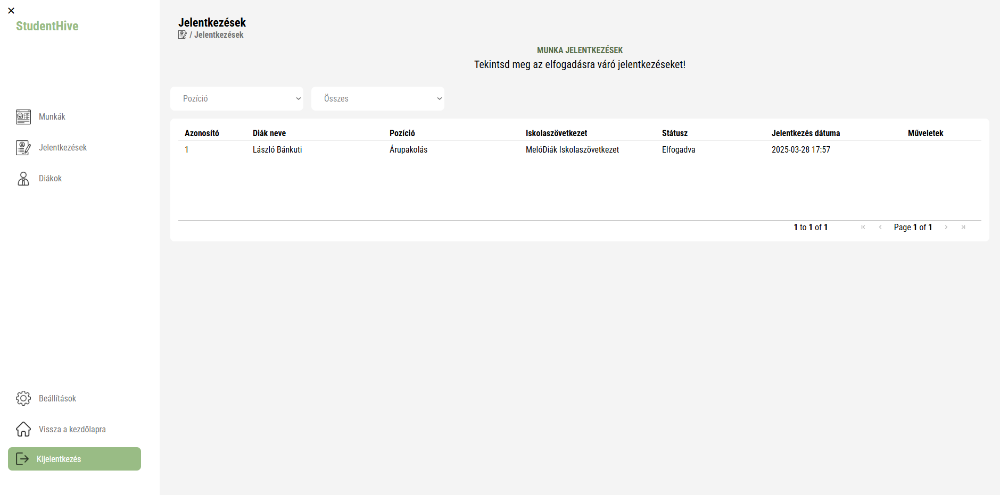 StudentHive
Munkák
Jelentkezések
Diákok
Beállítások
Vissza a kezdőlapra
Kijelentkezés
Jelentkezések
/ Jelentkezések
MUNKA JELENTKEZÉSEK
Tekintsd meg az elfogadásra váró jelentkezéseket!
Pozíció Összes
Azonosító Diák neve Pozíció Iskolaszövetkezet Státusz Jelentkezés dátuma Műveletek
1 László Bánkuti Árupakolás MelóDiák Iskolaszövetkezet Elfogadva 2025-03-28 17:57
1 to 1 of 1 Page 1 of 1